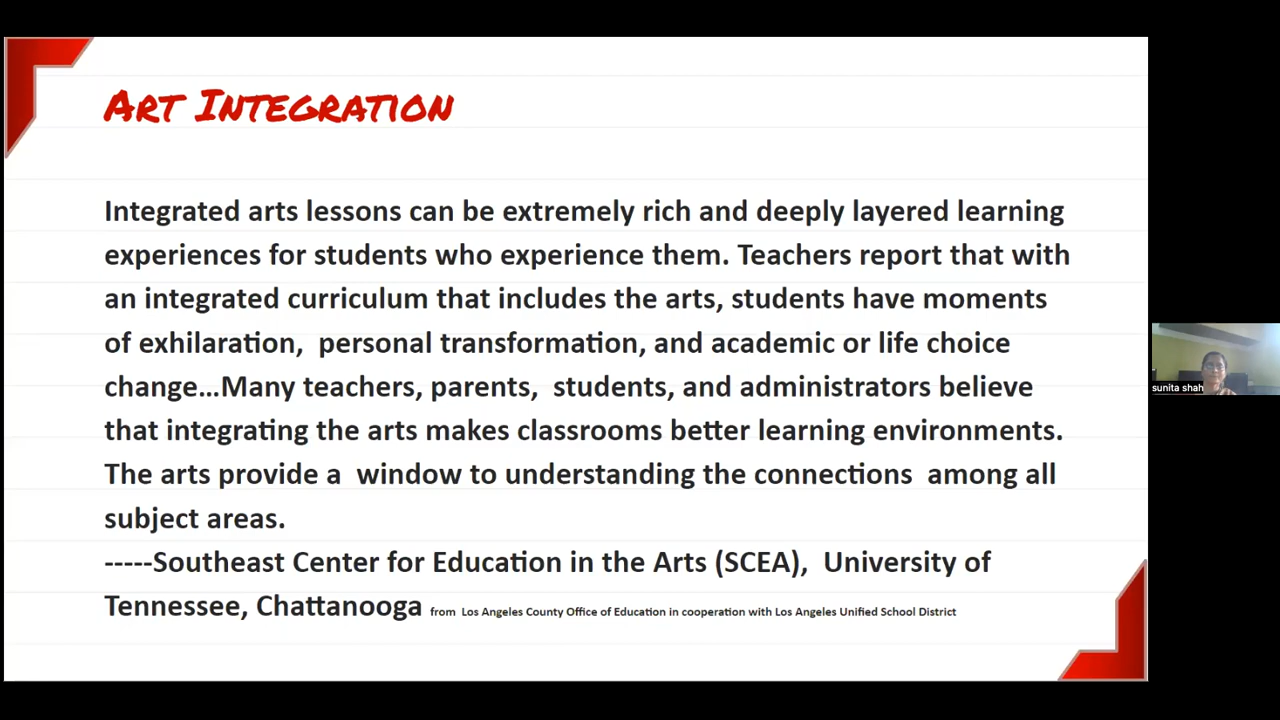 Art Integration
Integrated arts lessons can be extremely rich and deeply layered learning
experiences for students who experience them. Teachers report that with
an integrated curriculum that includes the arts, students have moments
of exhilaration,  personal transformation, and academic or life choice
change...Many teachers, parents,  students, and administrators believe
that integrating the arts makes classrooms better learning environments.
The arts provide a  window to understanding the connections  among all
subject areas.
-----Southeast Center for Education in the Arts (SCEA),  University of
Tennessee, Chattanooga from  Los Angeles County Office of Education in cooperation with Los Angeles Unified School District
sunita shah